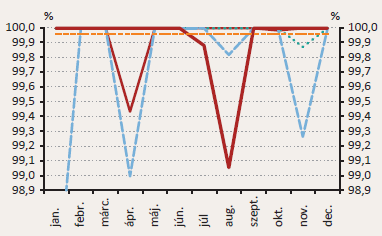 % %
100,0 100,0
99,9 99,9
99,8 99,8
99,7 99,7
99,6 99,6
99,5 99,5
99,4 99,4
99,3 99,3
99,2 99,2
99,1 99,1
99,0 99,0
98,9 98,9
jan.
febr.
márc.
ápr.
máj.
jún.
júl
aug.
szept.
okt.
nov.
dec.